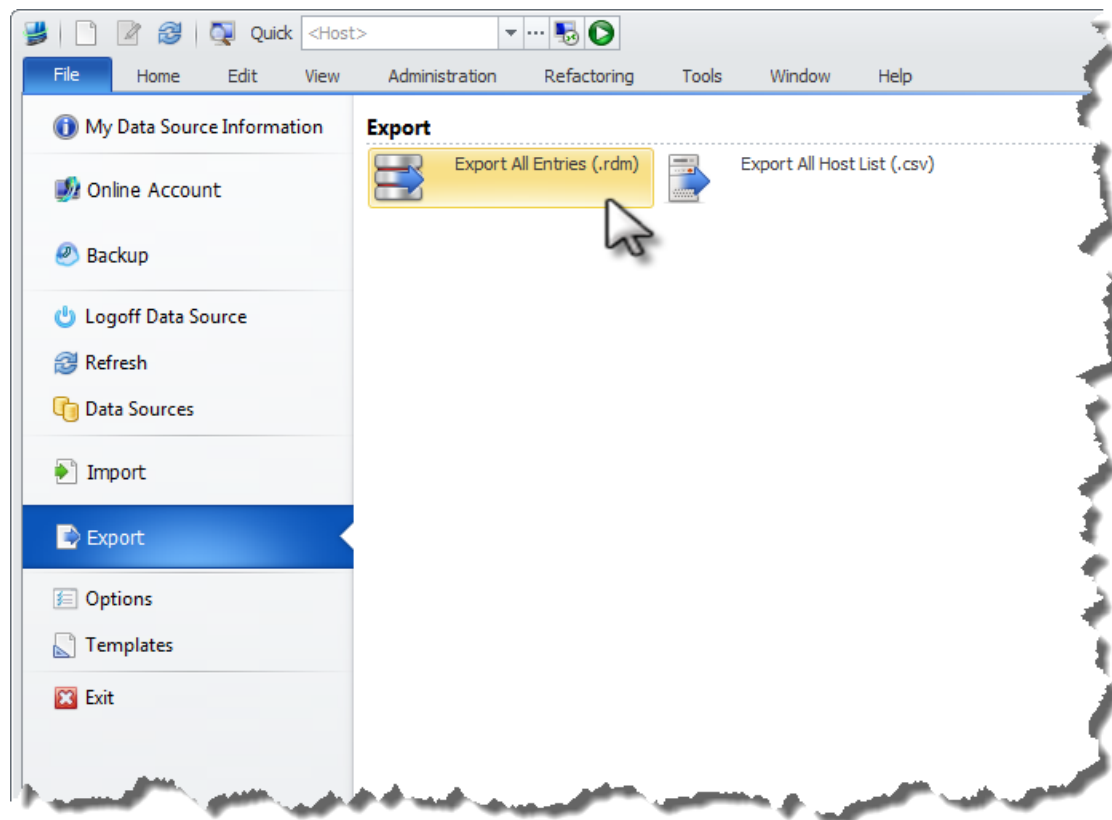 Quick <Host>
File Home Edit View Administration Refactoring Tools Window Help
My Data Source Information
Online Account
Backup
Logoff Data Source
Refresh
Data Sources
Import
Export
Options
Templates
Exit
Export
Export All Entries (.rdm) Export All Host List (.csv)